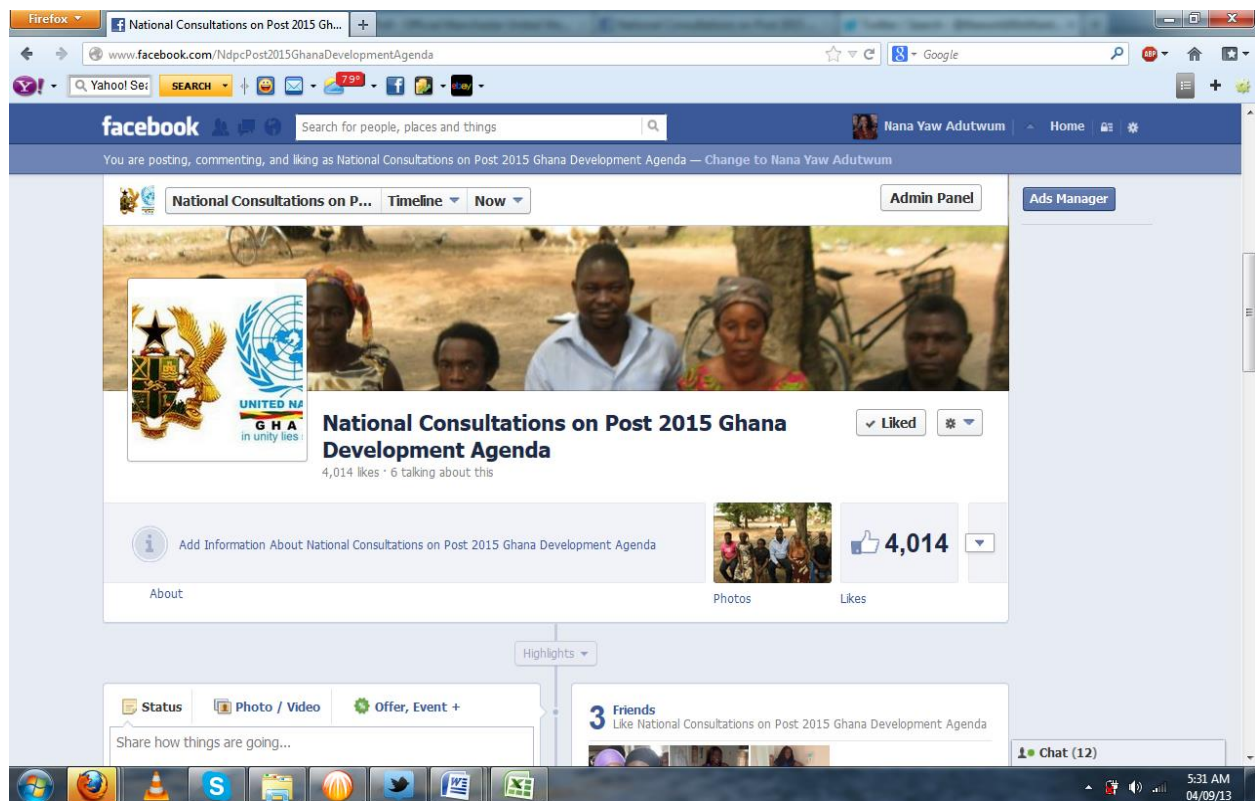 Firefox
National Consultations on Post 2015 Gh...
www.facebook.com/NdpcPost2015GhanaDevelopmentAgenda
Google
ABP
Y!
Yahoo! Sea
SEARCH
79°
ebay
facebook
Search for people, places and things
Nana Yaw Adutwum
Home
You are posting, commenting, and liking as National Consultations on Post 2015 Ghana Development Agenda — Change to Nana Yaw Adutwum
National Consultations on P...
Timeline
Now
Admin Panel
Ads Manager
UNITED NA
GHA
in unity lies
National Consultations on Post 2015 Ghana
Development Agenda
4,014 likes · 6 talking about this
Liked
Add Information About National Consultations on Post 2015 Ghana Development Agenda
4,014
About
Photos
Likes
Highlights
Status
Photo / Video
Offer, Event +
Share how things are going...
3 Friends
Like National Consultations on Post 2015 Ghana Development Agenda
Chat (12)
5:31 AM
04/09/13